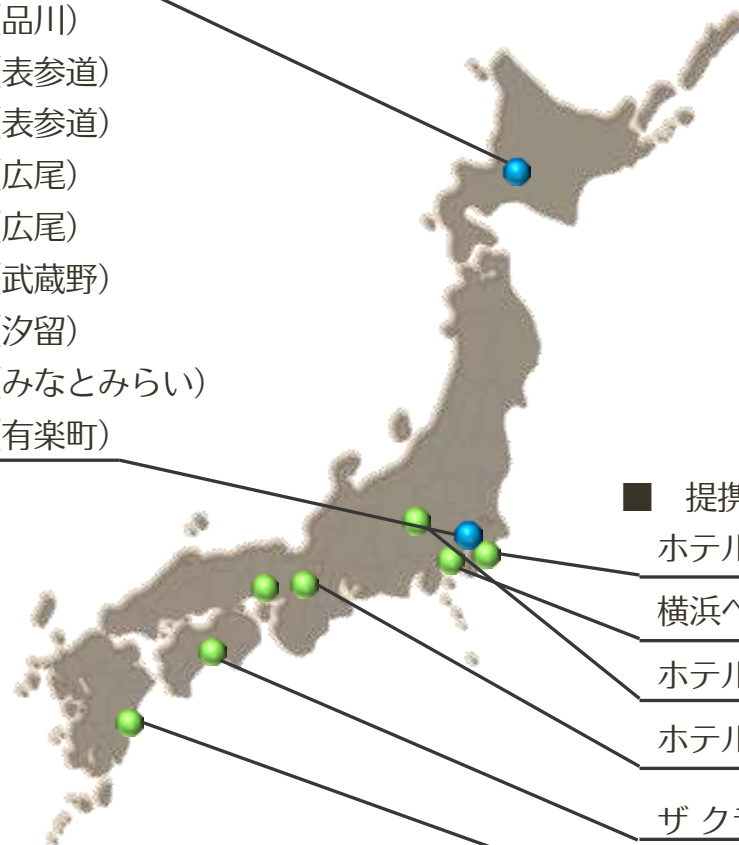 (品川)
(表参道)
(表参道)
(広尾)
(広尾)
(武蔵野)
(汐留)
(みなとみらい)
(有楽町)
■ 提携
ホテル
横浜ベ
ホテル
ホテル
ザ クラ